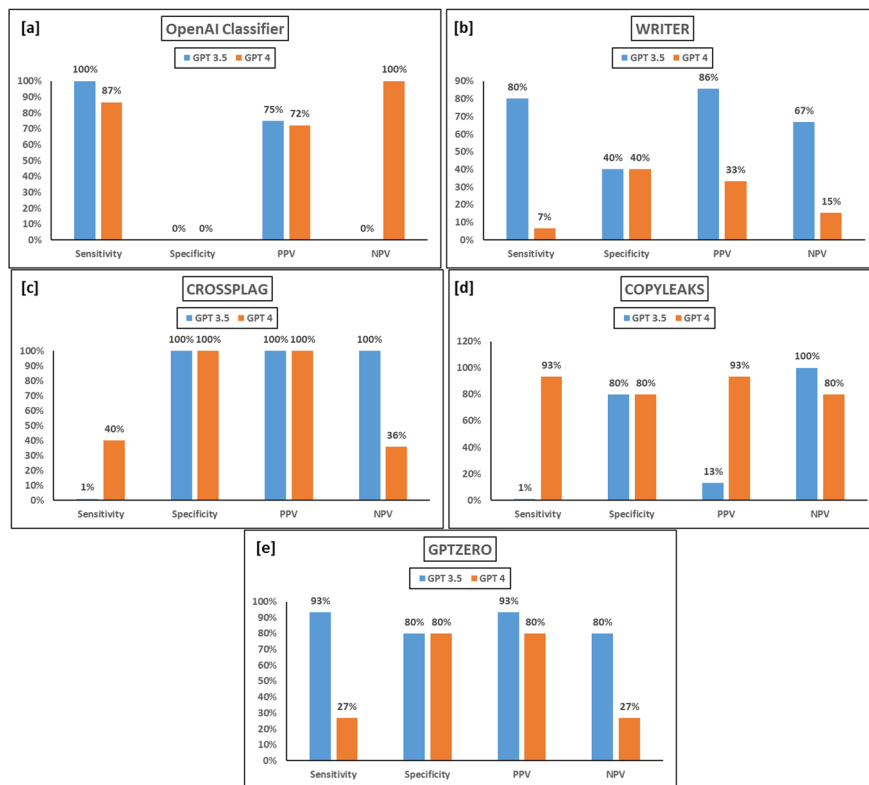 [a] OpenAI Classifier
GPT 3.5 GPT 4
100%
90%
80%
70%
60%
50%
40%
30%
20%
10%
0%
100% 87% 0% 0% 75% 72% 0% 100%
Sensitivity Specificity PPV NPV
[b] WRITER
GPT 3.5 GPT 4
90%
80%
70%
60%
50%
40%
30%
20%
10%
0%
80% 7% 40% 40% 86% 33% 67% 15%
Sensitivity Specificity PPV NPV
[c] CROSSPLAG
GPT 3.5 GPT 4
100%
90%
80%
70%
60%
50%
40%
30%
20%
10%
0%
1% 40% 100% 100% 100% 100% 100% 36%
Sensitivity Specificity PPV NPV
[d] COPYLEAKS
GPT 3.5 GPT 4
120%
100%
80%
60%
40%
20%
0%
1% 93% 80% 80% 13% 93% 100% 80%
Sensitivity Specificity PPV NPV
[e] GPTZERO
GPT 3.5 GPT 4
100%
90%
80%
70%
60%
50%
40%
30%
20%
10%
0%
93% 27% 80% 80% 93% 80% 80% 27%
Sensitivity Specificity PPV NPV